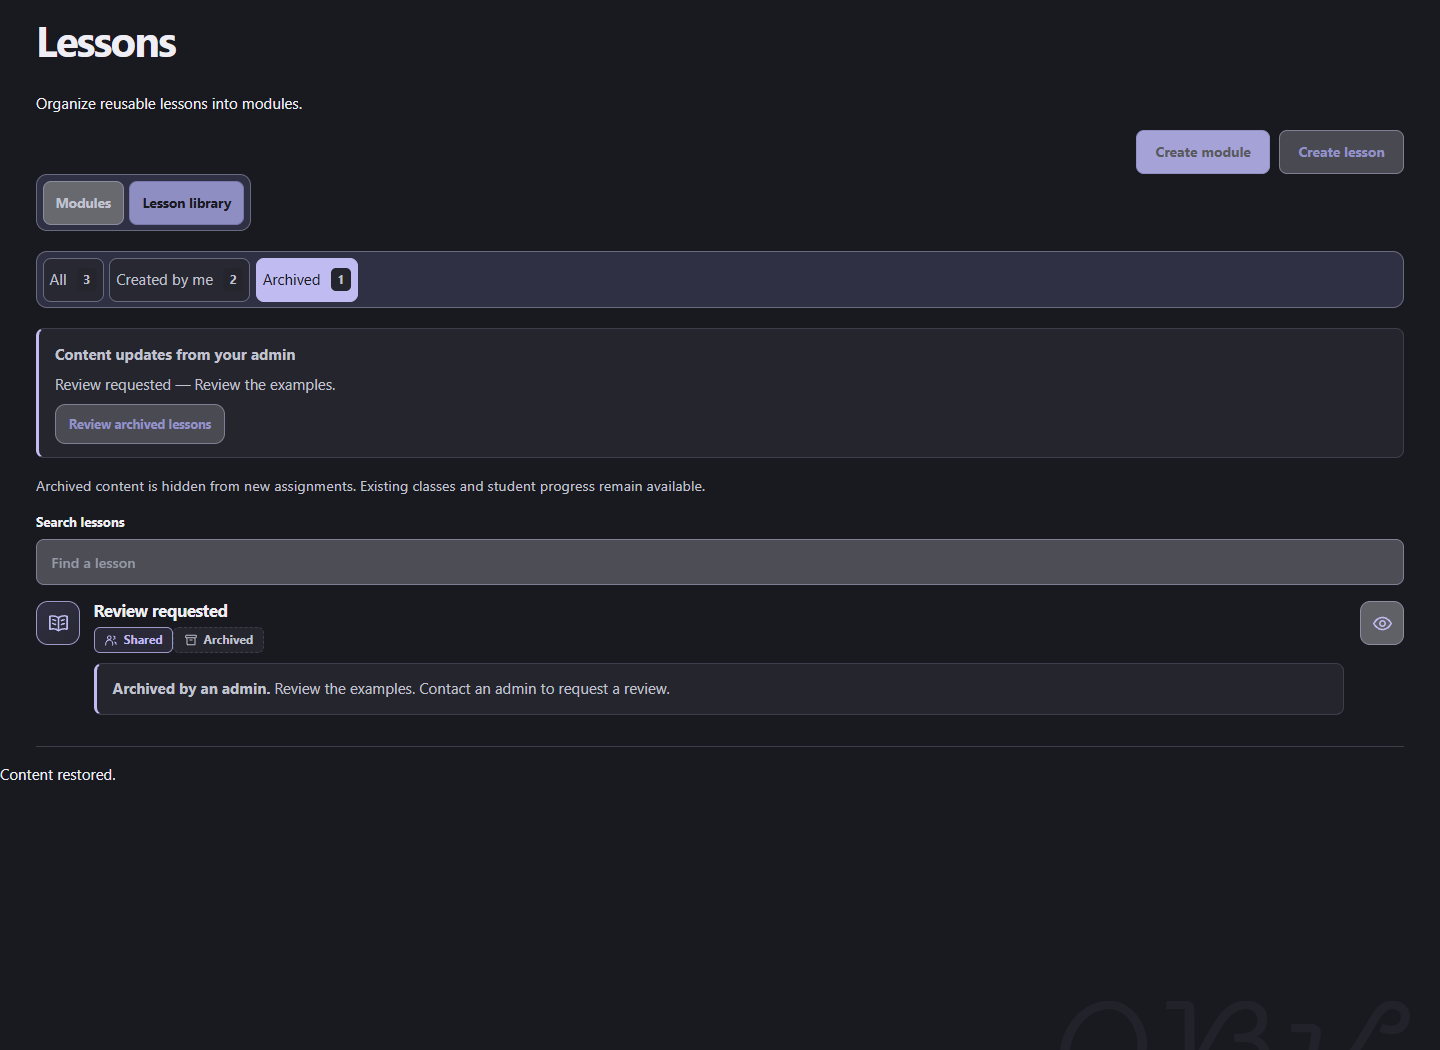 Lessons
Organize reusable lessons into modules.
Create module
Create lesson
Modules
Lesson library
All 3
Created by me 2
Archived 1
Content updates from your admin
Review requested — Review the examples.
Review archived lessons
Archived content is hidden from new assignments. Existing classes and student progress remain available.
Search lessons
Find a lesson
Review requested
Shared
Archived
Archived by an admin. Review the examples. Contact an admin to request a review.
Content restored.